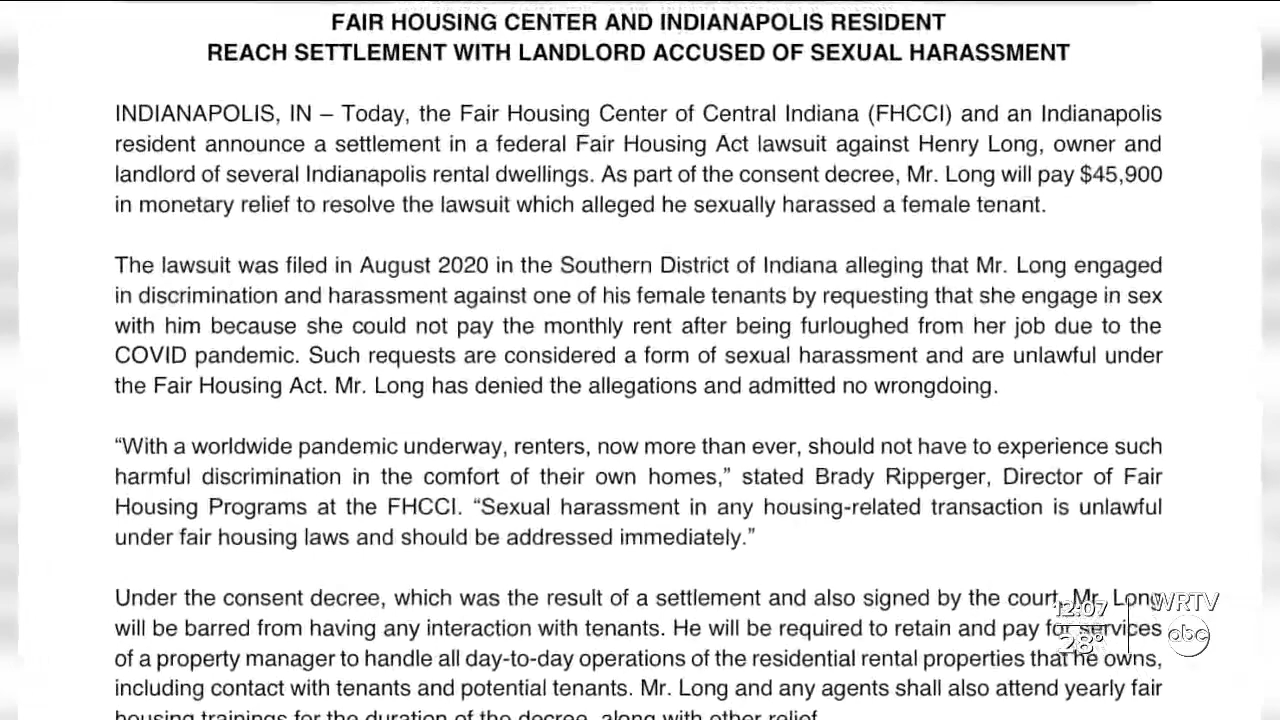 FAIR HOUSING CENTER AND INDIANAPOLIS RESIDENT
REACH SETTLEMENT WITH LANDLORD ACCUSED OF SEXUAL HARASSMENT
INDIANAPOLIS, IN – Today, the Fair Housing Center of Central Indiana (FHCCI) and an Indianapolis
resident announce a settlement in a federal Fair Housing Act lawsuit against Henry Long, owner and
landlord of several Indianapolis rental dwellings. As part of the consent decree, Mr. Long will pay $45,900
in monetary relief to resolve the lawsuit which alleged he sexually harassed a female tenant.
The lawsuit was filed in August 2020 in the Southern District of Indiana alleging that Mr. Long engaged
in discrimination and harassment against one of his female tenants by requesting that she engage in sex
with him because she could not pay the monthly rent after being furloughed from her job due to the
COVID pandemic. Such requests are considered a form of sexual harassment and are unlawful under
the Fair Housing Act. Mr. Long has denied the allegations and admitted no wrongdoing.
“With a worldwide pandemic underway, renters, now more than ever, should not have to experience such
harmful discrimination in the comfort of their own homes,” stated Brady Ripperger, Director of Fair
Housing Programs at the FHCCI. “Sexual harassment in any housing-related transaction is unlawful
under fair housing laws and should be addressed immediately.”
Under the consent decree, which was the result of a settlement and also signed by the court, Mr. Long
will be barred from having any interaction with tenants. He will be required to retain and pay for services
of a property manager to handle all day-to-day operations of the residential rental properties that he owns,
including contact with tenants and potential tenants. Mr. Long and any agents shall also attend yearly fair
housing trainings for the duration of the decree, along with other relief.
12:07
28°
WRTV
abc